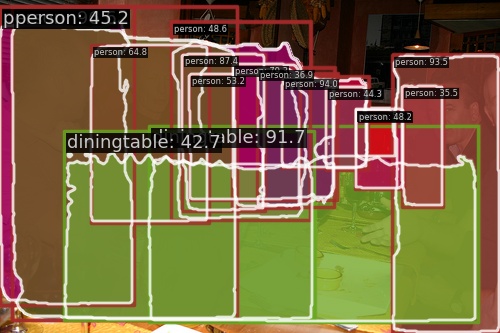 pperson: 45.2
person: 48.6
person: 64.8
person: 87.4
person: 36.9
person: 53.2
person: 94.0
person: 93.5
person: 44.3
person: 35.5
person: 48.2
diningtable: 42.7
table: 91.7